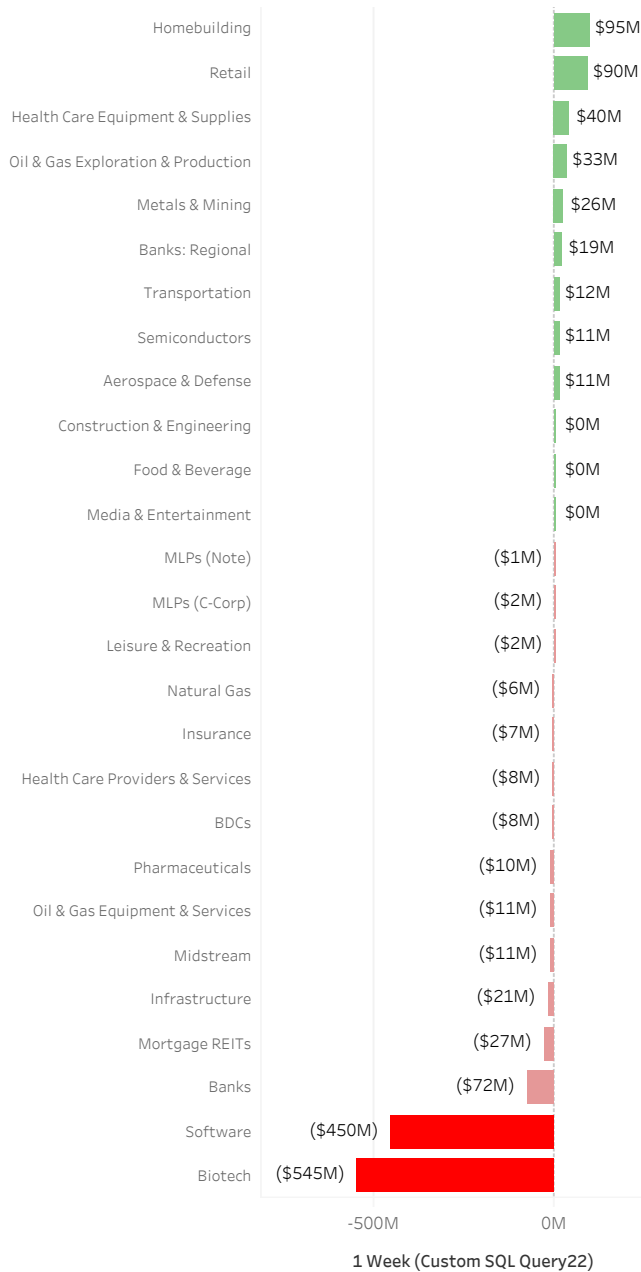 Homebuilding $95M
Retail $90M
Health Care Equipment & Supplies $40M
Oil & Gas Exploration & Production $33M
Metals & Mining $26M
Banks: Regional $19M
Transportation $12M
Semiconductors $11M
Aerospace & Defense $11M
Construction & Engineering $0M
Food & Beverage $0M
Media & Entertainment $0M
MLPs (Note) ($1M)
MLPs (C-Corp) ($2M)
Leisure & Recreation ($2M)
Natural Gas ($6M)
Insurance ($7M)
Health Care Providers & Services ($8M)
BDCs ($8M)
Pharmaceuticals ($10M)
Oil & Gas Equipment & Services ($11M)
Midstream ($11M)
Infrastructure ($21M)
Mortgage REITs ($27M)
Banks ($72M)
Software ($450M)
Biotech ($545M)
-500M 0M
1 Week (Custom SQL Query22)